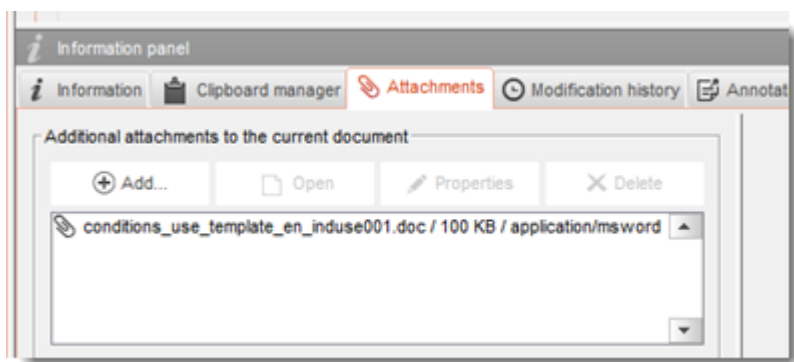 Information panel
Information Clipboard manager Attachments Modification history Annotat
Additional attachments to the current document
Add... Open Properties Delete
conditions_use_template_en_induse001.doc / 100 KB / application/msword